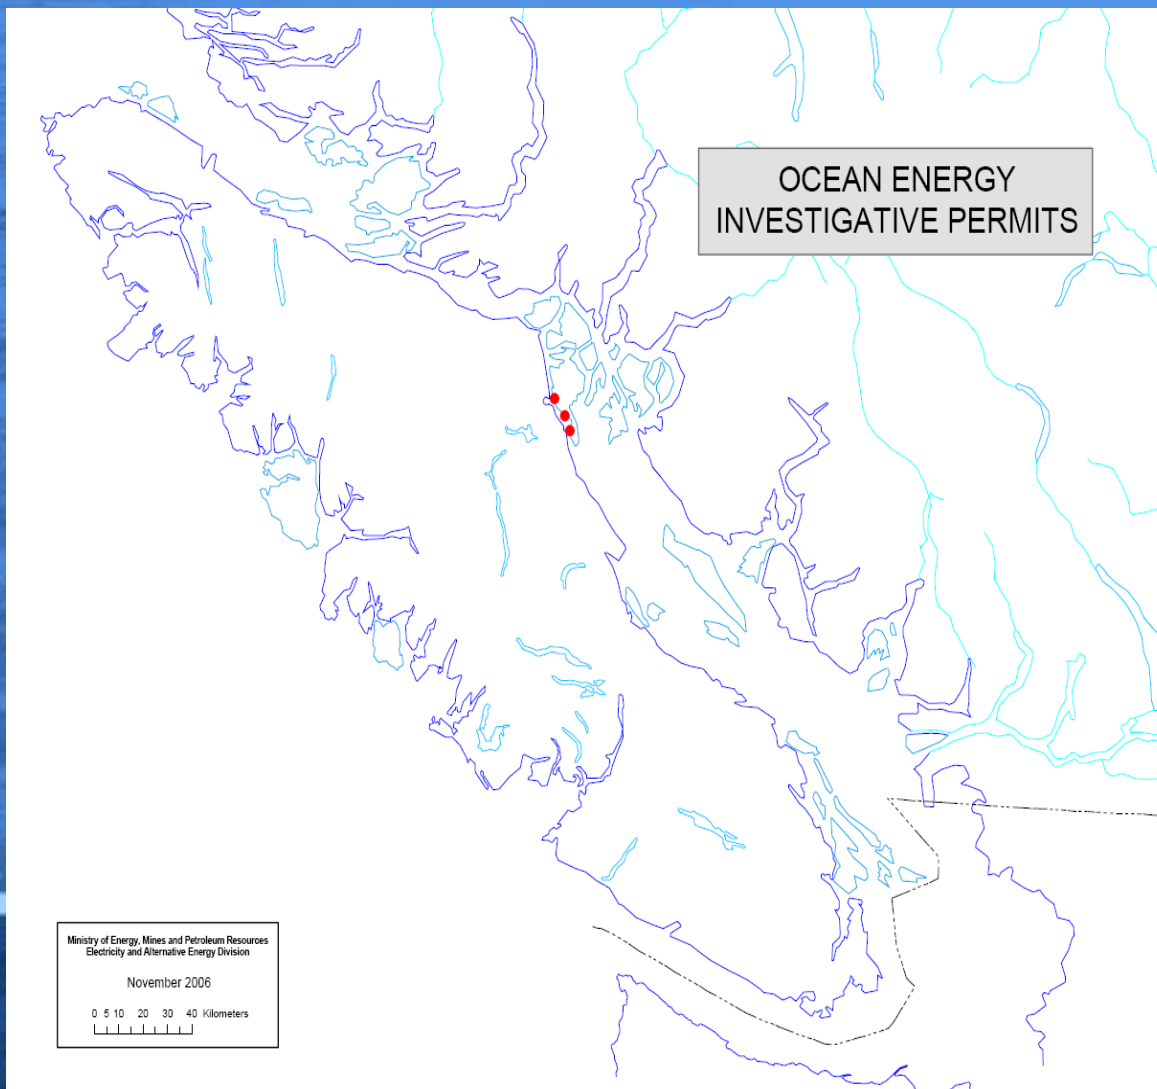 OCEAN ENERGY
INVESTIGATIVE PERMITS
Ministry of Energy, Mines and Petroleum Resources
Electricity and Alternative Energy Division
November 2006
0 5 10 20 30 40 Kilometers